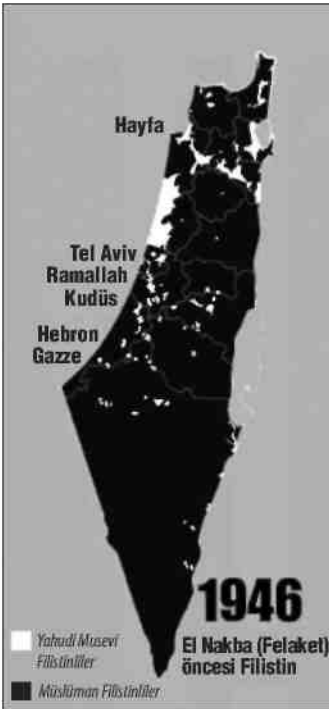 Hayfa
Tel Aviv
Ramallah
Kudüs
Hebron
Gazze
1946
El Nakba (Felaket)
öncesi Filistin
Yahudi Musevi
Filistinliler
Müslüman Filistinliler